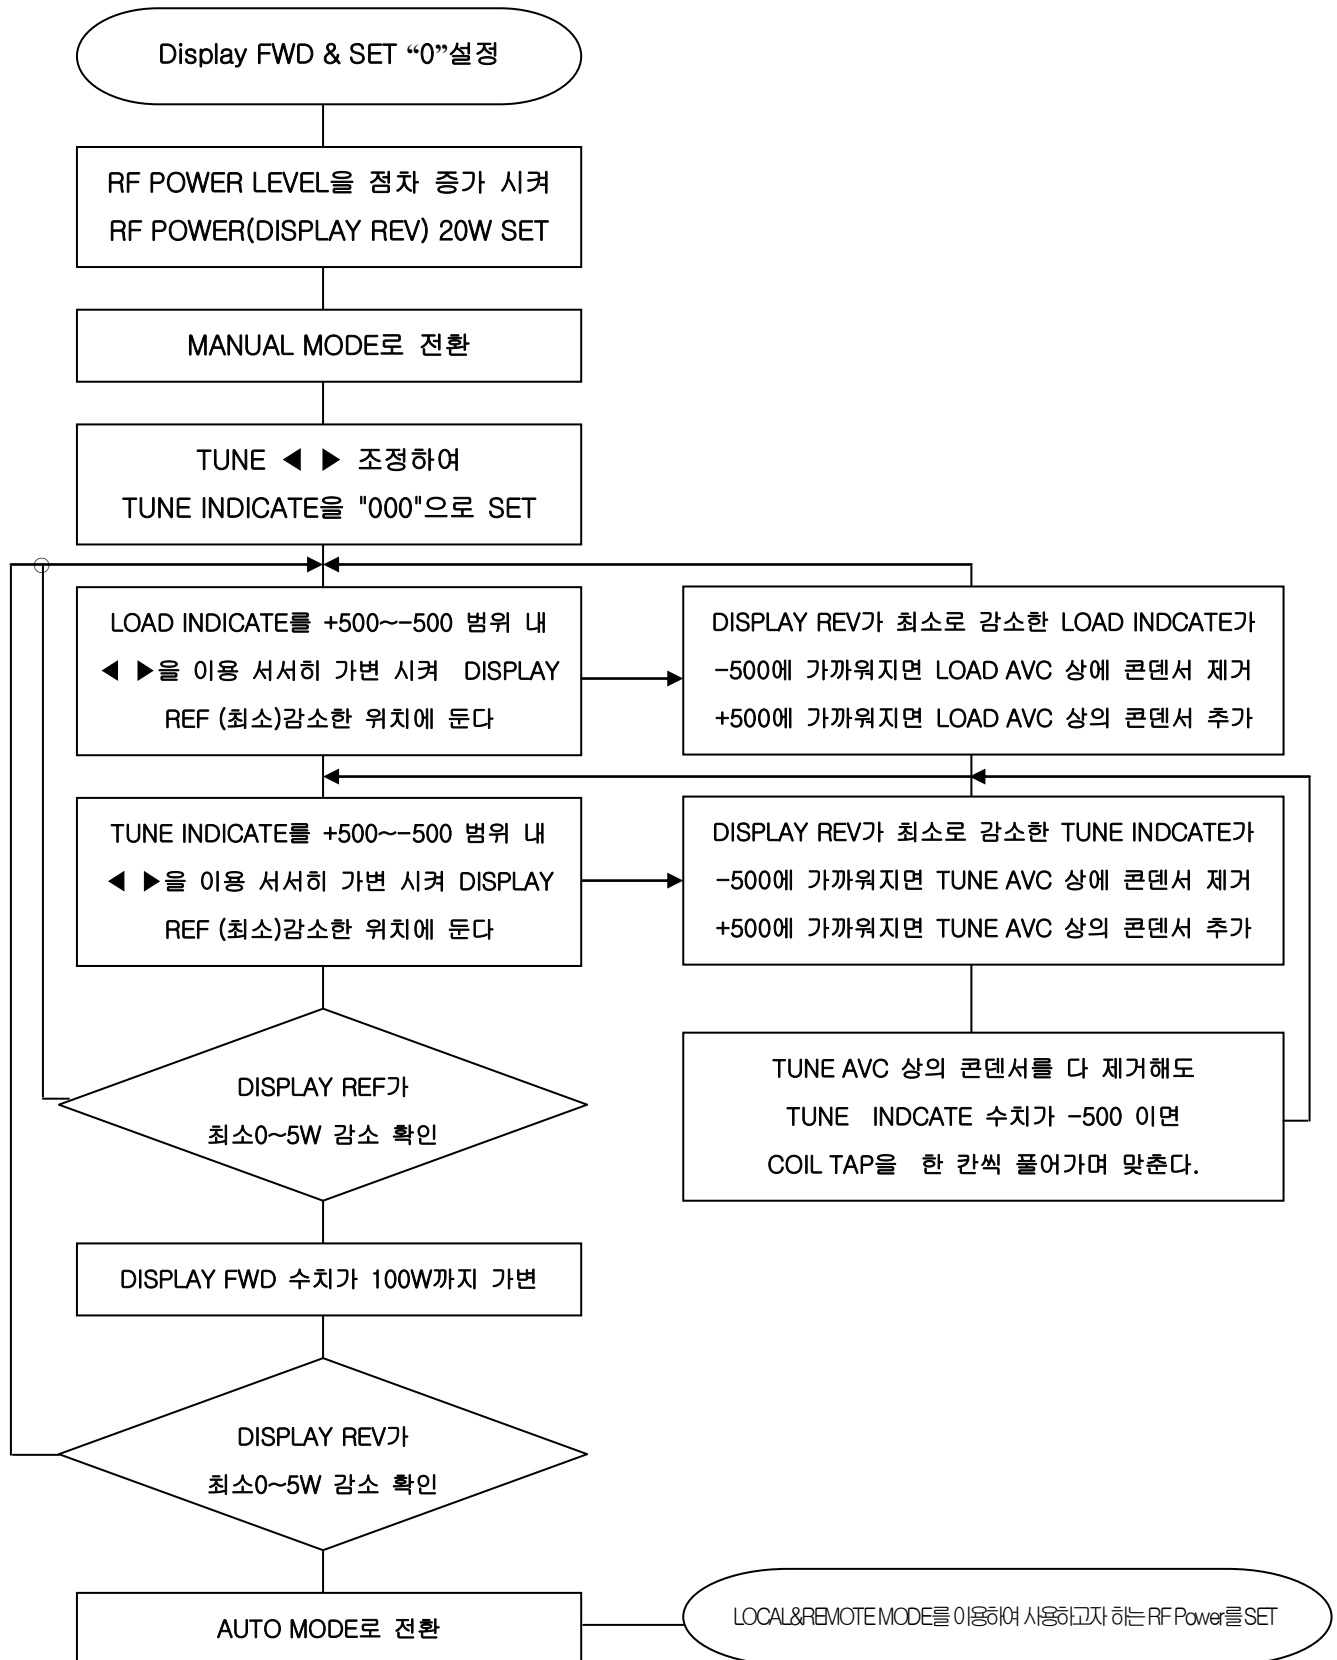 Display FWD & SET “0”설정
RF POWER LEVEL을 점차 증가 시켜
RF POWER(DISPLAY REV) 20W SET
MANUAL MODE로 전환
TUNE ◀ ▶ 조정하여
TUNE INDICATE을 "000"으로 SET
LOAD INDICATE를 +500~-500 범위 내
◀ ▶을 이용 서서히 가변 시켜 DISPLAY
REF (최소)감소한 위치에 둔다
DISPLAY REV가 최소로 감소한 LOAD INDCATE가
-500에 가까워지면 LOAD AVC 상에 콘덴서 제거
+500에 가까워지면 LOAD AVC 상의 콘덴서 추가
TUNE INDICATE를 +500~-500 범위 내
◀ ▶을 이용 서서히 가변 시켜 DISPLAY
REF (최소)감소한 위치에 둔다
DISPLAY REV가 최소로 감소한 TUNE INDCATE가
-500에 가까워지면 TUNE AVC 상에 콘덴서 제거
+500에 가까워지면 TUNE AVC 상의 콘덴서 추가
TUNE AVC 상의 콘덴서를 다 제거해도
TUNE INDCATE 수치가 -500 이면
COIL TAP을 한 칸씩 풀어가며 맞춘다.
DISPLAY REF가
최소0~5W 감소 확인
DISPLAY FWD 수치가 100W까지 가변
DISPLAY REV가
최소0~5W 감소 확인
AUTO MODE로 전환
LOCAL&REMOTE MODE를 이용하여 사용하고자 하는 RF Power를 SET